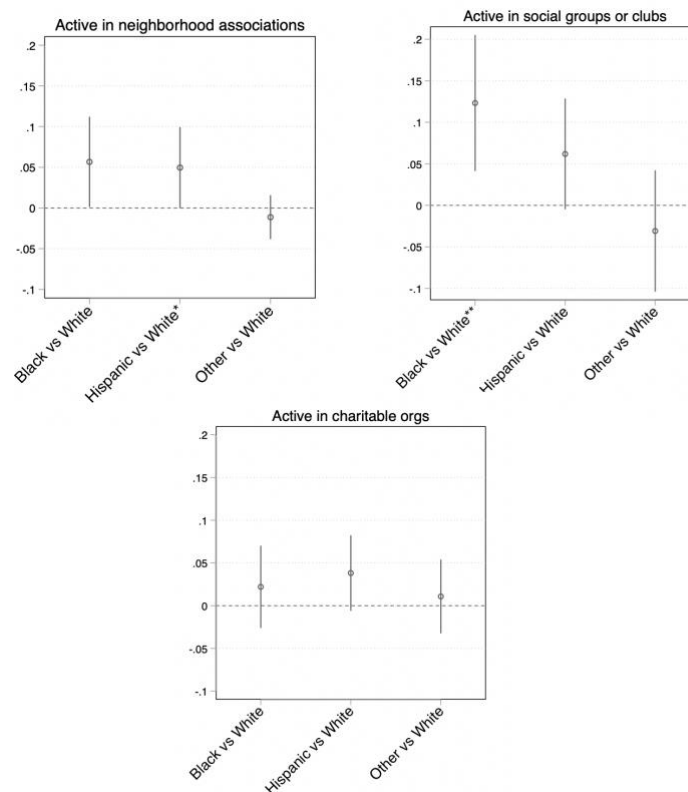 Active in neighborhood associations
.2
.15
.1
.05
0
-.05
-.1
Black vs White
Hispanic vs White*
Other vs White
Active in social groups or clubs
.2
.15
.1
.05
0
-.05
-.1
Black vs White**
Hispanic vs White
Other vs White
Active in charitable orgs
.2
.15
.1
.05
0
-.05
-.1
Black vs White
Hispanic vs White
Other vs White